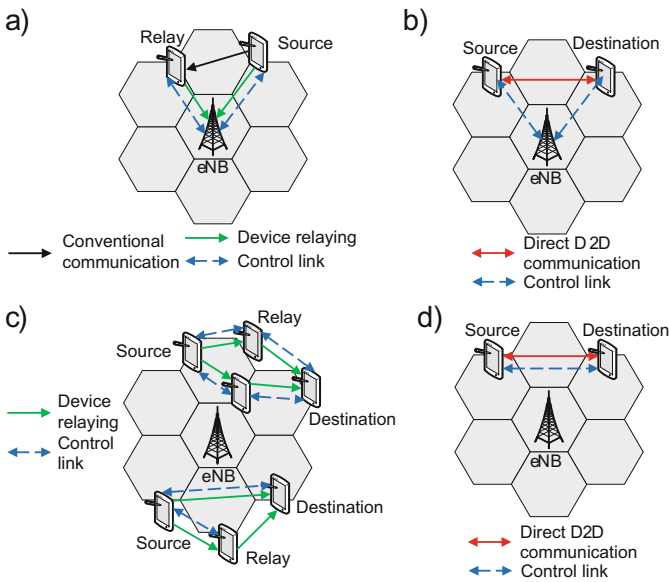 a)
Relay
Source
eNB
Conventional
communication
Device relaying
Control link
b)
Source
Destination
eNB
Direct D2D
communication
Control link
c)
Relay
Source
Destination
Device
relaying
Control
link
eNB
Destination
Source
Relay
d)
Source
Destination
eNB
Direct D2D
communication
Control link